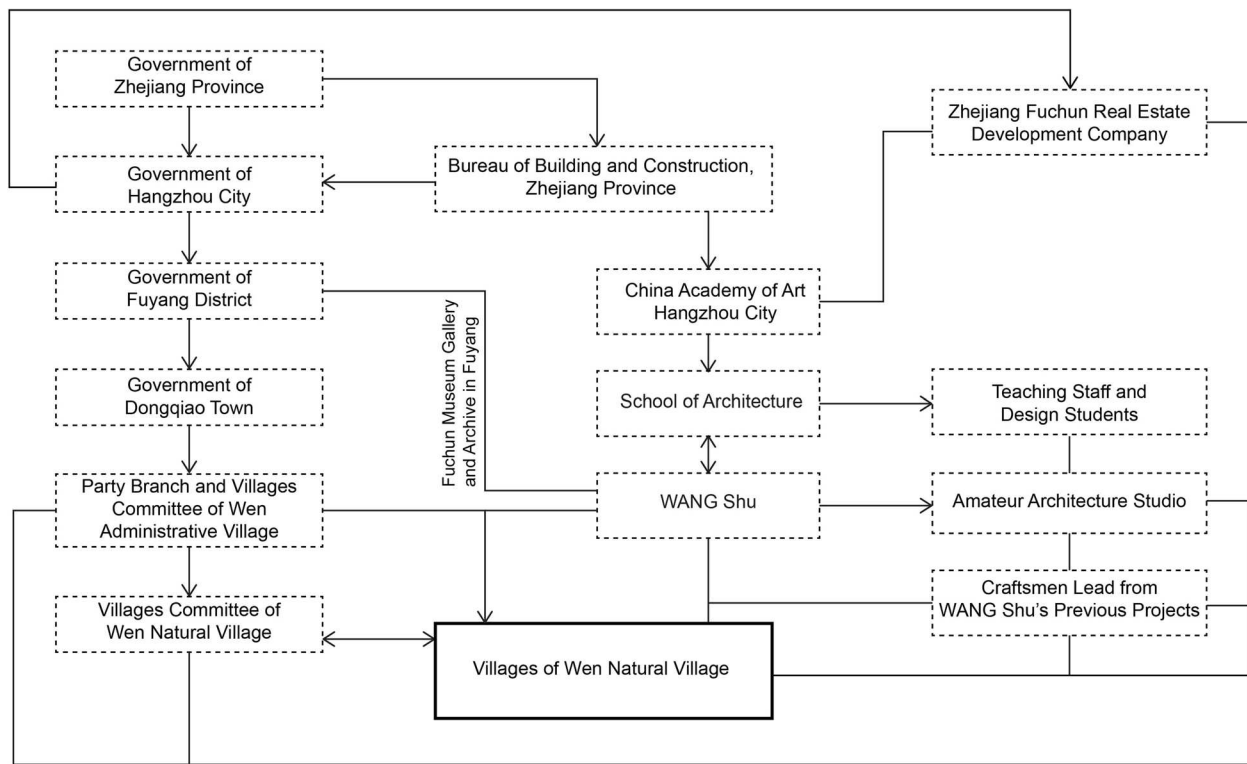 Government of
Zhejiang Province
Zhejiang Fuchun Real Estate
Development Company
Bureau of Building and Construction,
Zhejiang Province
Government of
Hangzhou City
Government of
Fuyang District
China Academy of Art
Hangzhou City
Fuchun Museum Gallery
and Archive in Fuyang
Government of
Dongqiao Town
School of Architecture
Teaching Staff and
Design Students
Party Branch and Villages
Committee of Wen
Administrative Village
WANG Shu
Amateur Architecture Studio
Villages Committee of
Wen Natural Village
Craftsmen Lead from
WANG Shu's Previous Projects
Villages of Wen Natural Village